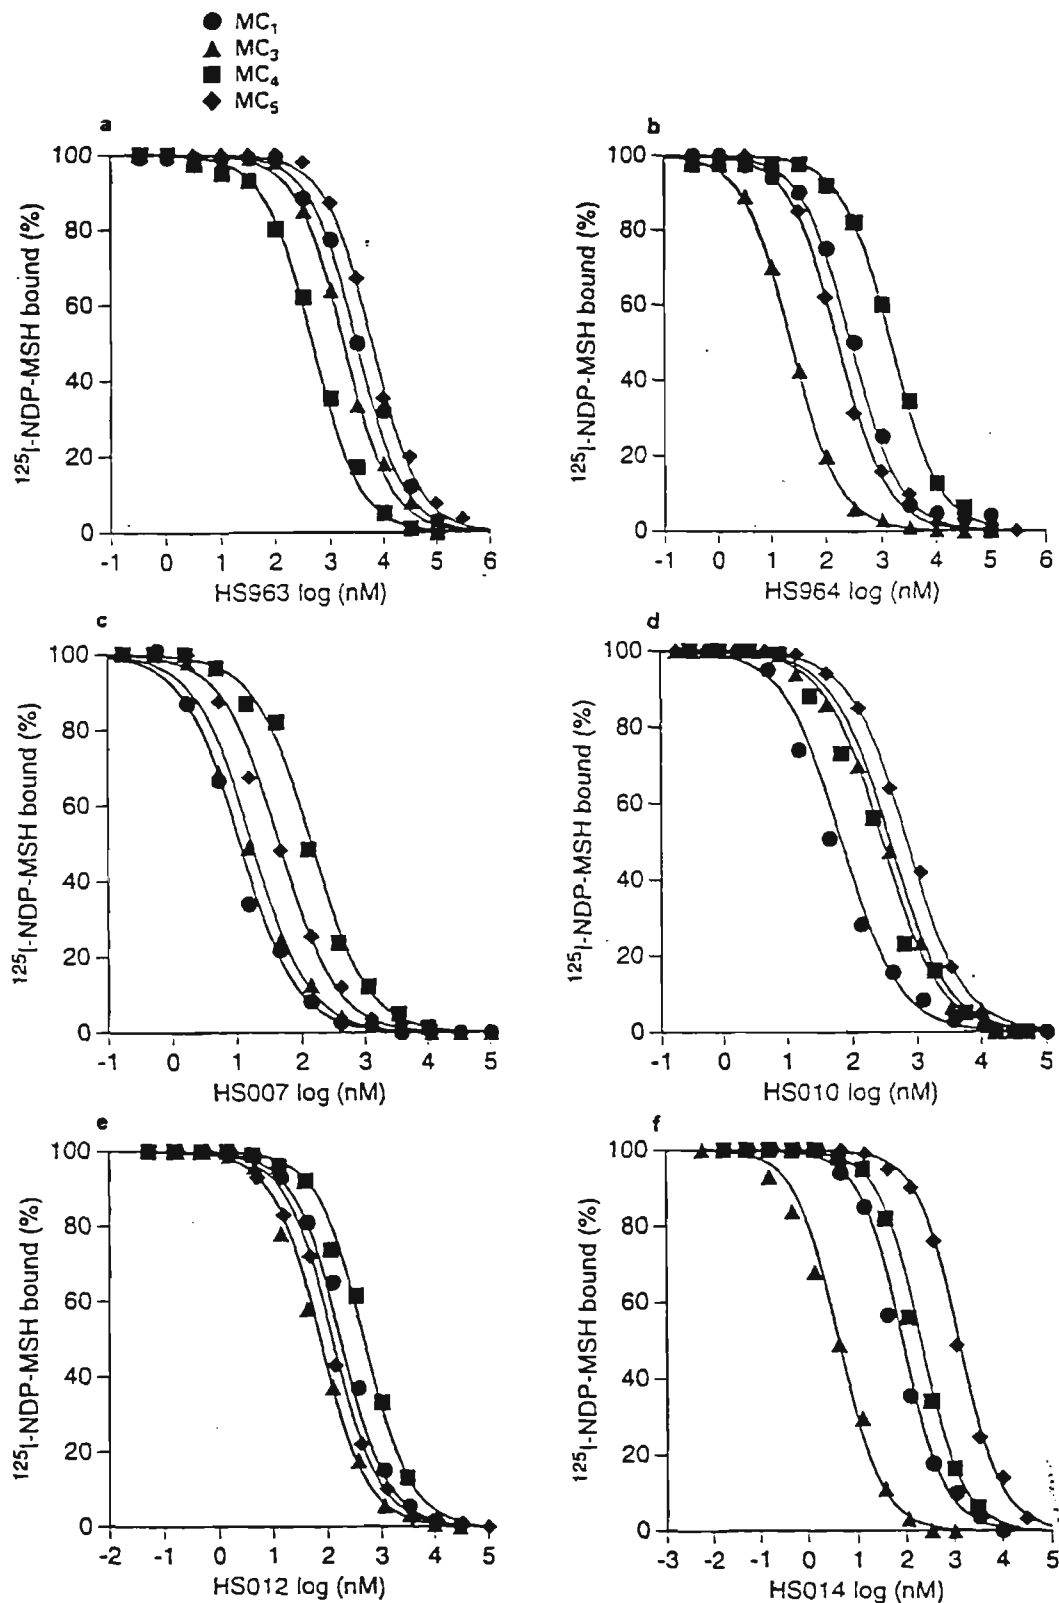 MC1
MC3
MC4
MC5
a
100
80
60
40
20
0
125I-NDP-MSH bound (%)
-1 0 1 2 3 4 5 6
HS963 log (nM)
b
100
80
60
40
20
0
125I-NDP-MSH bound (%)
-1 0 1 2 3 4 5 6
HS964 log (nM)
c
100
80
60
40
20
0
125I-NDP-MSH bound (%)
-1 0 1 2 3 4 5
HS007 log (nM)
d
100
80
60
40
20
0
125I-NDP-MSH bound (%)
-1 0 1 2 3 4 5
HS010 log (nM)
e
100
80
60
40
20
0
125I-NDP-MSH bound (%)
-2 -1 0 1 2 3 4 5
HS012 log (nM)
f
100
80
60
40
20
0
125I-NDP-MSH bound (%)
-3 -2 -1 0 1 2 3 4 5
HS014 log (nM)